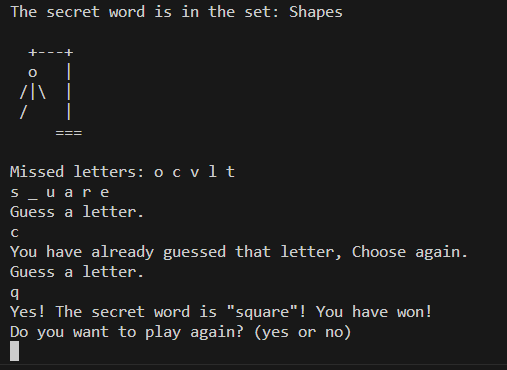 The secret word is in the set: Shapes
+---+
o   |
/|\  |
/    |
===
Missed letters: o c v l t
s _ u a r e
Guess a letter.
c
You have already guessed that letter, Choose again.
Guess a letter.
q
Yes! The secret word is "square"! You have won!
Do you want to play again? (yes or no)